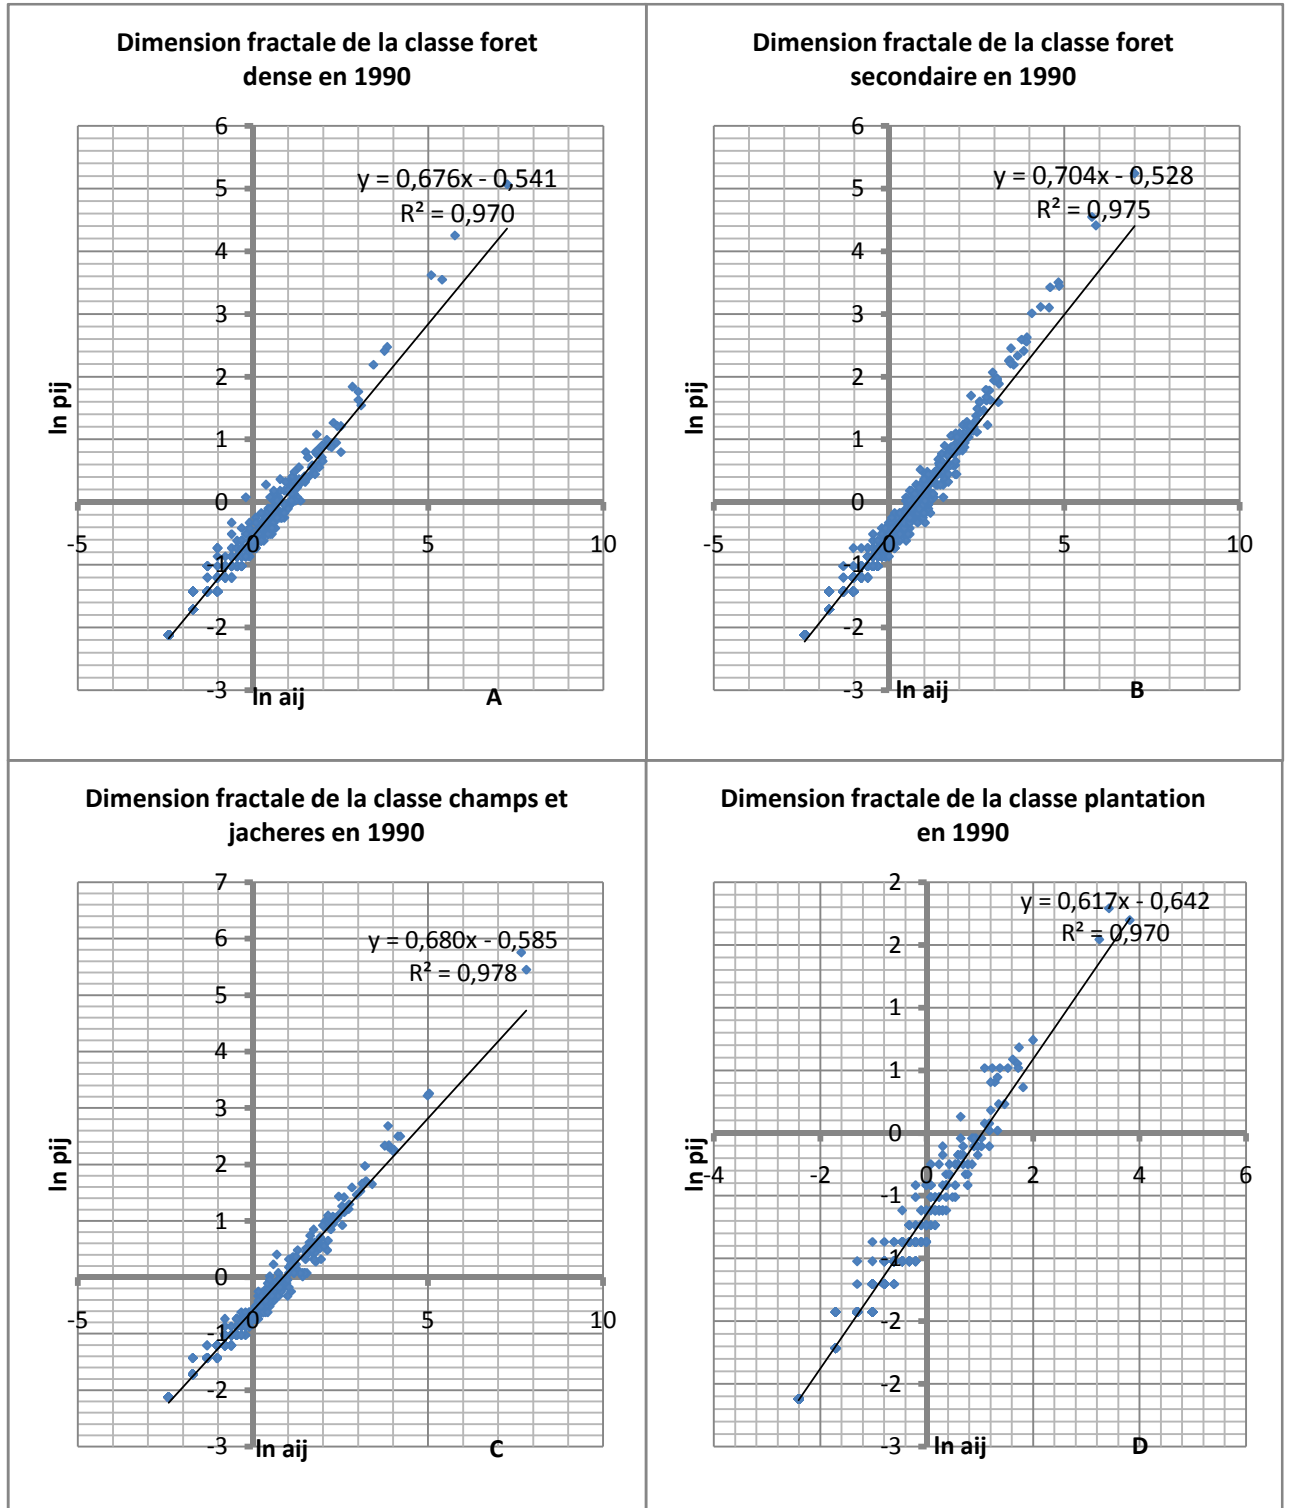 Dimension fractale de la classe foret
dense en 1990
6
5
4
3
2
1
0
-1
-2
-3
-5
0
5
10
y = 0,676x - 0,541
R² = 0,970
ln pij
ln aij
A
Dimension fractale de la classe foret
secondaire en 1990
6
5
4
3
2
1
0
-1
-2
-3
-5
0
5
10
y = 0,704x - 0,528
R² = 0,975
ln pij
ln aij
B
Dimension fractale de la classe champs et
jacheres en 1990
7
6
5
4
3
2
1
0
-1
-2
-3
-5
0
5
10
y = 0,680x - 0,585
R² = 0,978
ln pij
ln aij
C
Dimension fractale de la classe plantation
en 1990
2
2
1
1
0
-1
-1
-2
-2
-3
-4
-2
0
2
4
6
y = 0,617x - 0,642
R² = 0,970
ln pij
ln aij
D